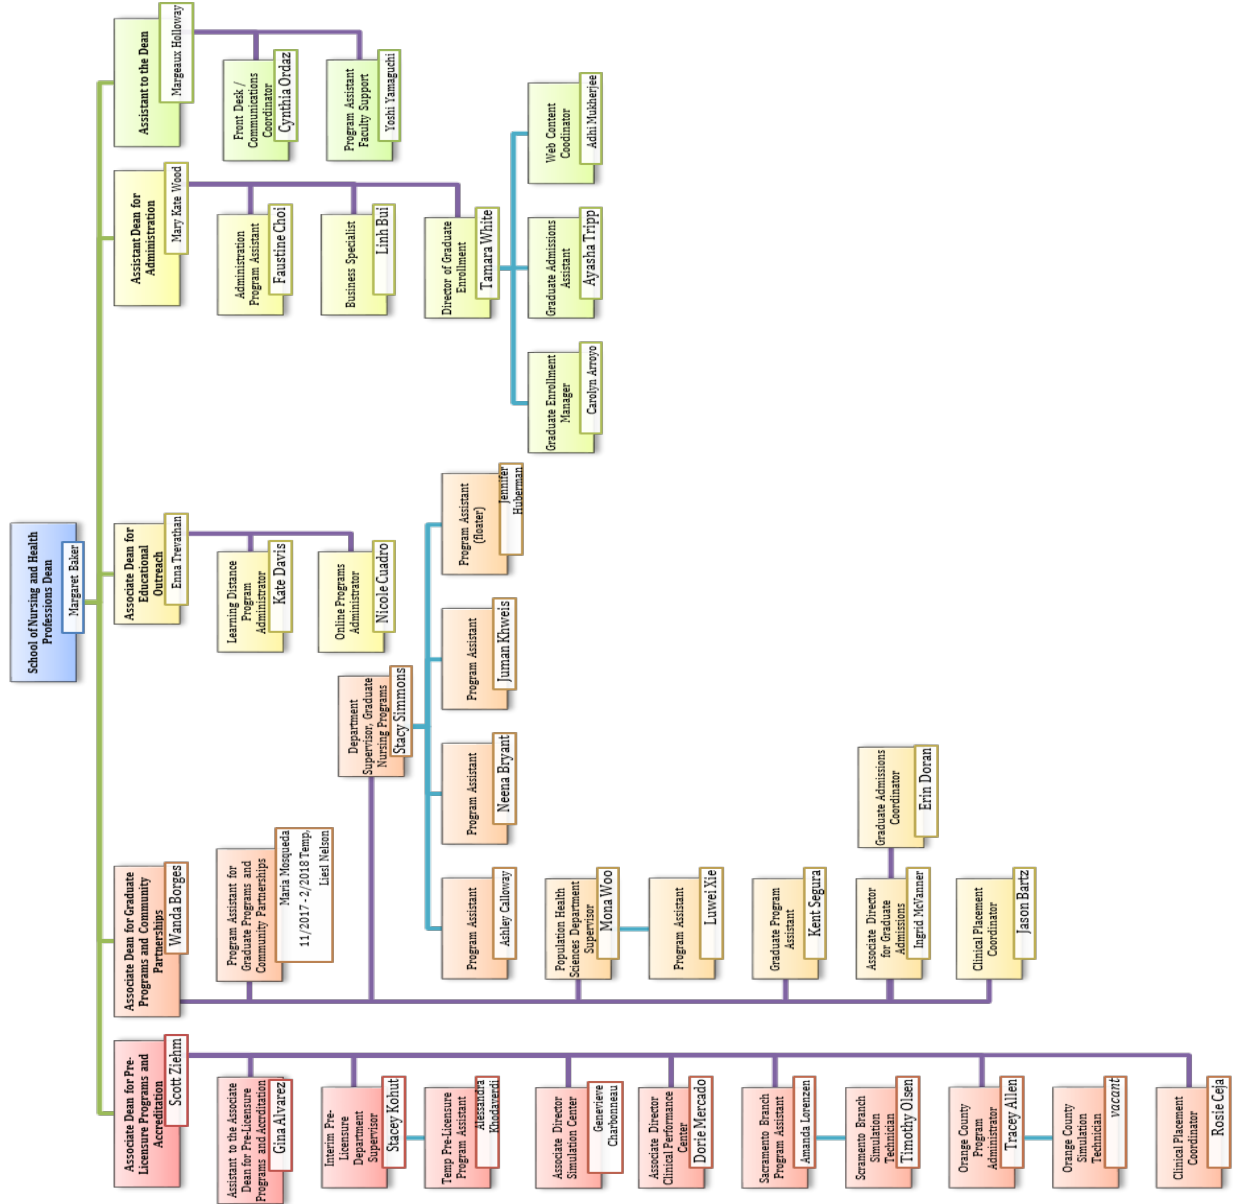 School of Nursing and Health
Professions Dean
Margaret Baker
Associate Dean for Pre-
Licensure Programs and
Accreditation
Scott Ziehm
Assistant to the Associate
Dean for Pre-Licensure
Programs and Accrditation
Gina Alvarez
Interim Pre-
Licensure
Department
Supervisor
Stacey Kohut
Temp Pre-Licensure
Program Assistant
Alessandra
Khodaverdi
Associate Director
Simulation Center
Genevieve
Charbonneau
Associate Director
Clinical Performance
Center
Dorie Mercado
Sacramento Branch
Program Assistant
Amanda Lorenzen
Scramento Branch
Simulation
Technician
Timothy Olsen
Orange County
Program
Administrator
Tracey Allen
Orange County
Simulation
Technician
vacant
Clinical Placement
Coordinator
Rosie Ceja
Associate Dean for Graduate
Programs and Community
Partnerships
Wanda Borges
Program Assistant for
Graduate Programs and
Community Partnerships
Maria Mosqueda
11/2017 - 2/2018 Temp,
Liesl Nelson
Department
Supervisor, Graduate
Nursing Programs
Stacy Simmons
Program Assistant
Ashley Calloway
Program Assistant
Neena Bryant
Program Assistant
Juman Khweis
Program Assistant
(floater)
Jennifer
Huberman
Population Health
Sciences Department
Supervisor
Mona Woo
Program Assistant
Luwei Xie
Graduate Program
Assistant
Kent Segura
Associate Director
for Graduate
Admissions
Ingrid McVanner
Graduate Admissions
Coordinator
Erin Doran
Clinical Placement
Coordinator
Jason Bartz
Associate Dean for
Educational
Outreach
Enna Trevathan
Learning Distance
Program
Administrator
Kate Davis
Online Programs
Administrator
Nicole Cuadro
Assistant Dean for
Administration
Mary Kate Wood
Administration
Program Assistant
Faustine Choi
Business Specialist
Linh Bui
Director of Graduate
Enrollment
Tamara White
Graduate Enrollment
Manager
Carolyn Arroyo
Graduate Admissions
Assistant
Ayasha Tripp
Web Content
Coodinator
Adhi Mukherjee
Assistant to the Dean
Margeaux Holloway
Front Desk /
Communications
Coordinator
Cynthia Ordaz
Program Assistant
Faculty Support
Yoshi Yamaguchi